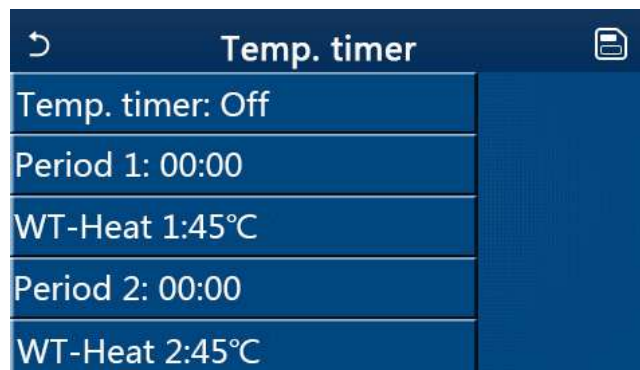 Temp. timer
Temp. timer: Off
Period 1: 00:00
WT-Heat 1:45℃
Period 2: 00:00
WT-Heat 2:45℃